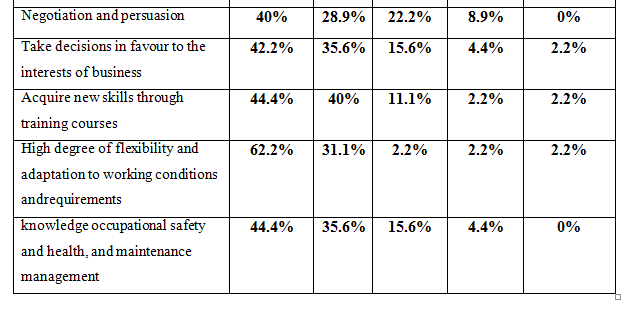 Negotiation and persuasion 40% 28.9% 22.2% 8.9% 0%
Take decisions in favour to the 42.2% 35.6% 15.6% 4.4% 2.2%
interests of business
Acquire new skills through 44.4% 40% 11.1% 2.2% 2.2%
training courses
High degree of flexibility and 62.2% 31.1% 2.2% 2.2% 2.2%
adaptation to working conditions
andrequirements
knowledge occupational safety 44.4% 35.6% 15.6% 4.4% 0%
and health, and maintenance
management